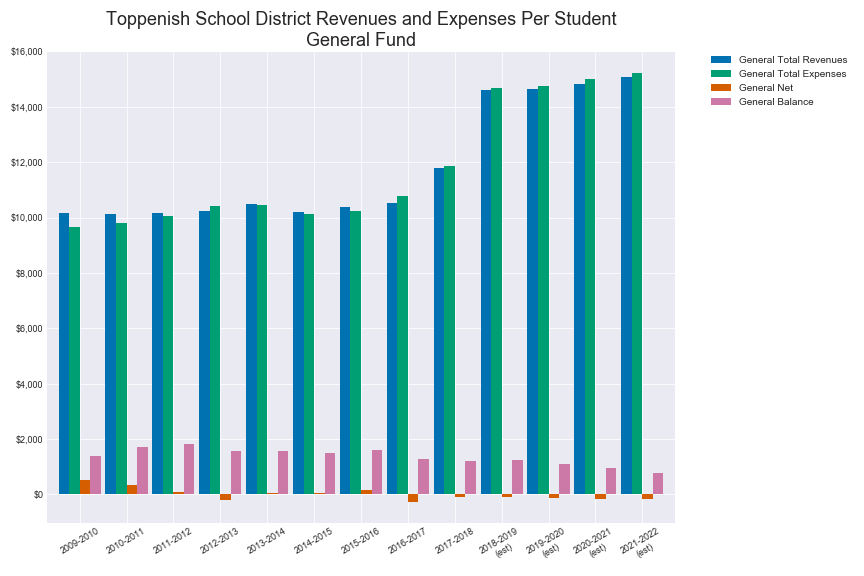 Toppenish School District Revenues and Expenses Per Student
General Fund
$16,000
$14,000
$12,000
$10,000
$8,000
$6,000
$4,000
$2,000
$0
2009-2010
2010-2011
2011-2012
2012-2013
2013-2014
2014-2015
2015-2016
2016-2017
2017-2018
2018-2019
(est)
2019-2020
(est)
2020-2021
(est)
2021-2022
(est)
General Total Revenues
General Total Expenses
General Net
General Balance